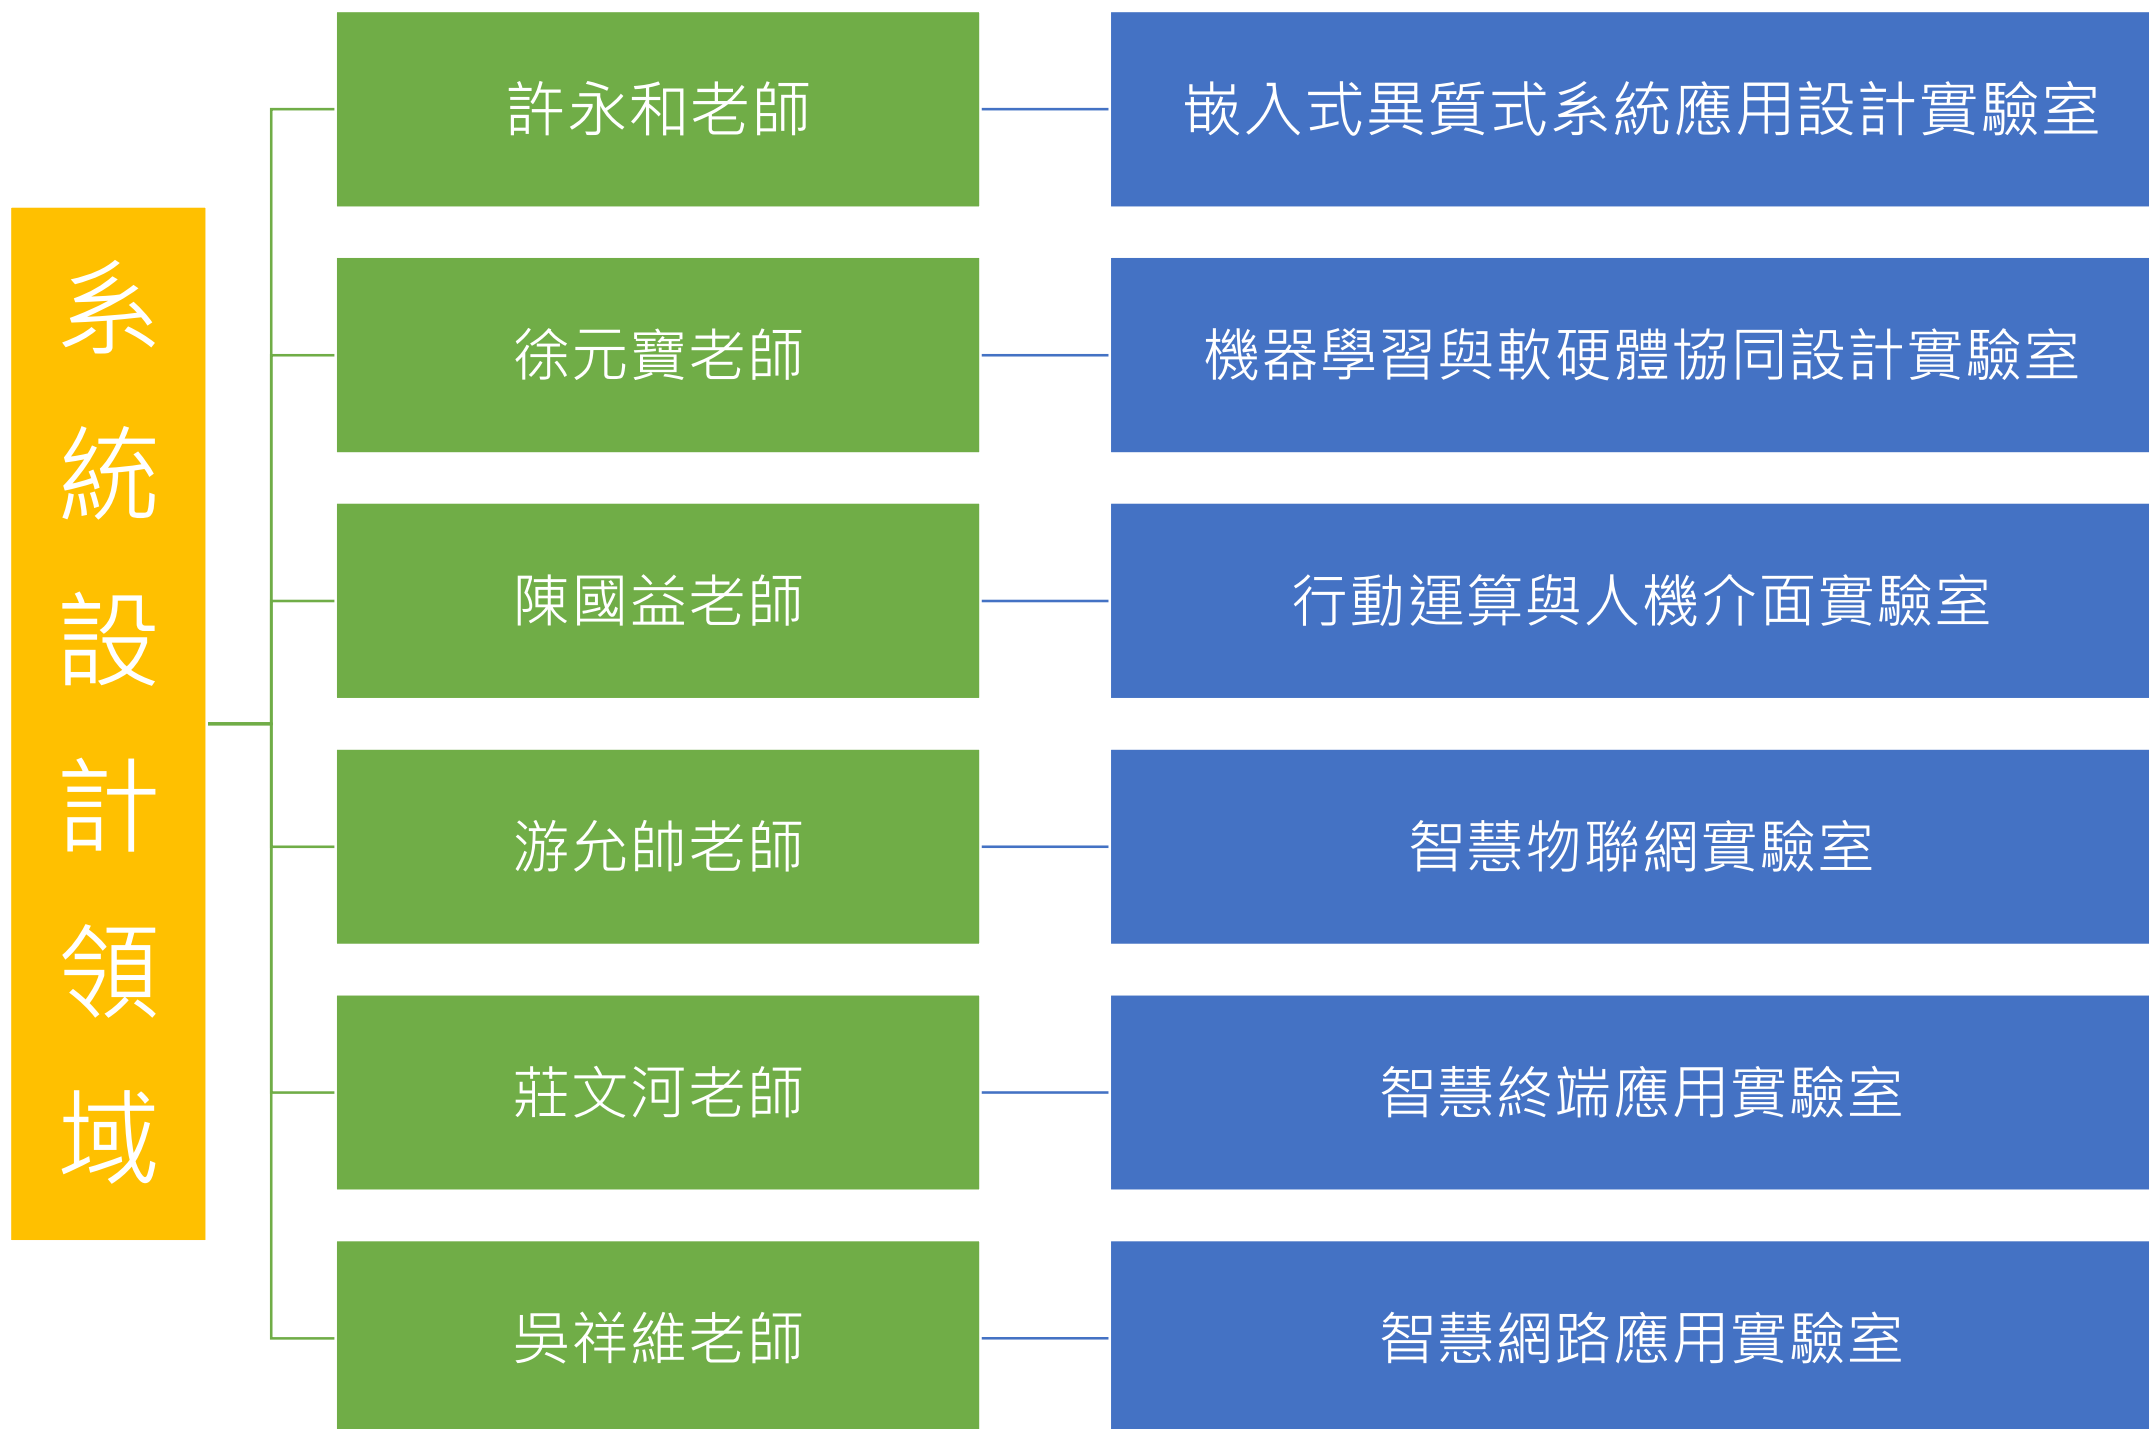 系統設計領域
許永和老師
嵌入式異質式系統應用設計實驗室
徐元寶老師
機器學習與軟硬體協同設計實驗室
陳國益老師
行動運算與人機介面實驗室
游允帥老師
智慧物聯網實驗室
莊文河老師
智慧終端應用實驗室
吳祥維老師
智慧網路應用實驗室